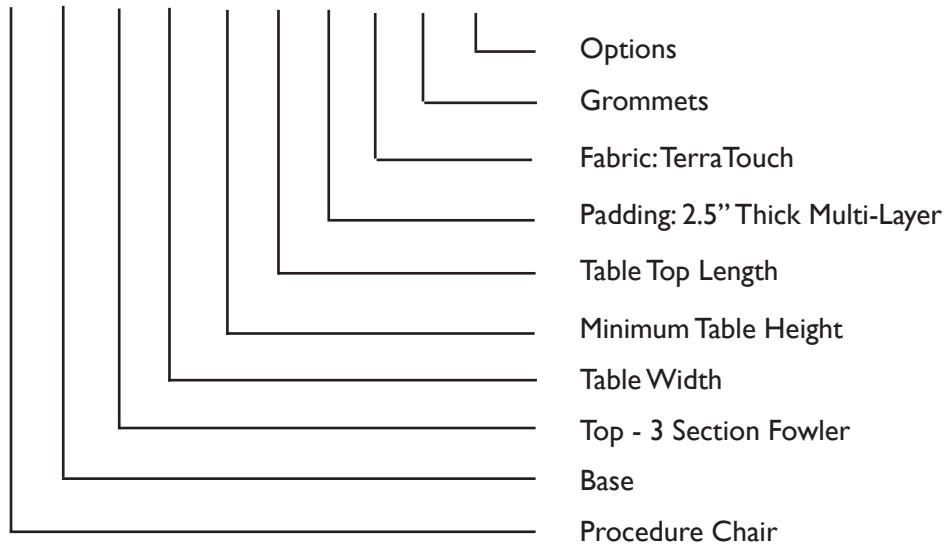 Options
Grommets
Fabric: TerraTouch
Padding: 2.5” Thick Multi-Layer
Table Top Length
Minimum Table Height
Table Width
Top - 3 Section Fowler
Base
Procedure Chair